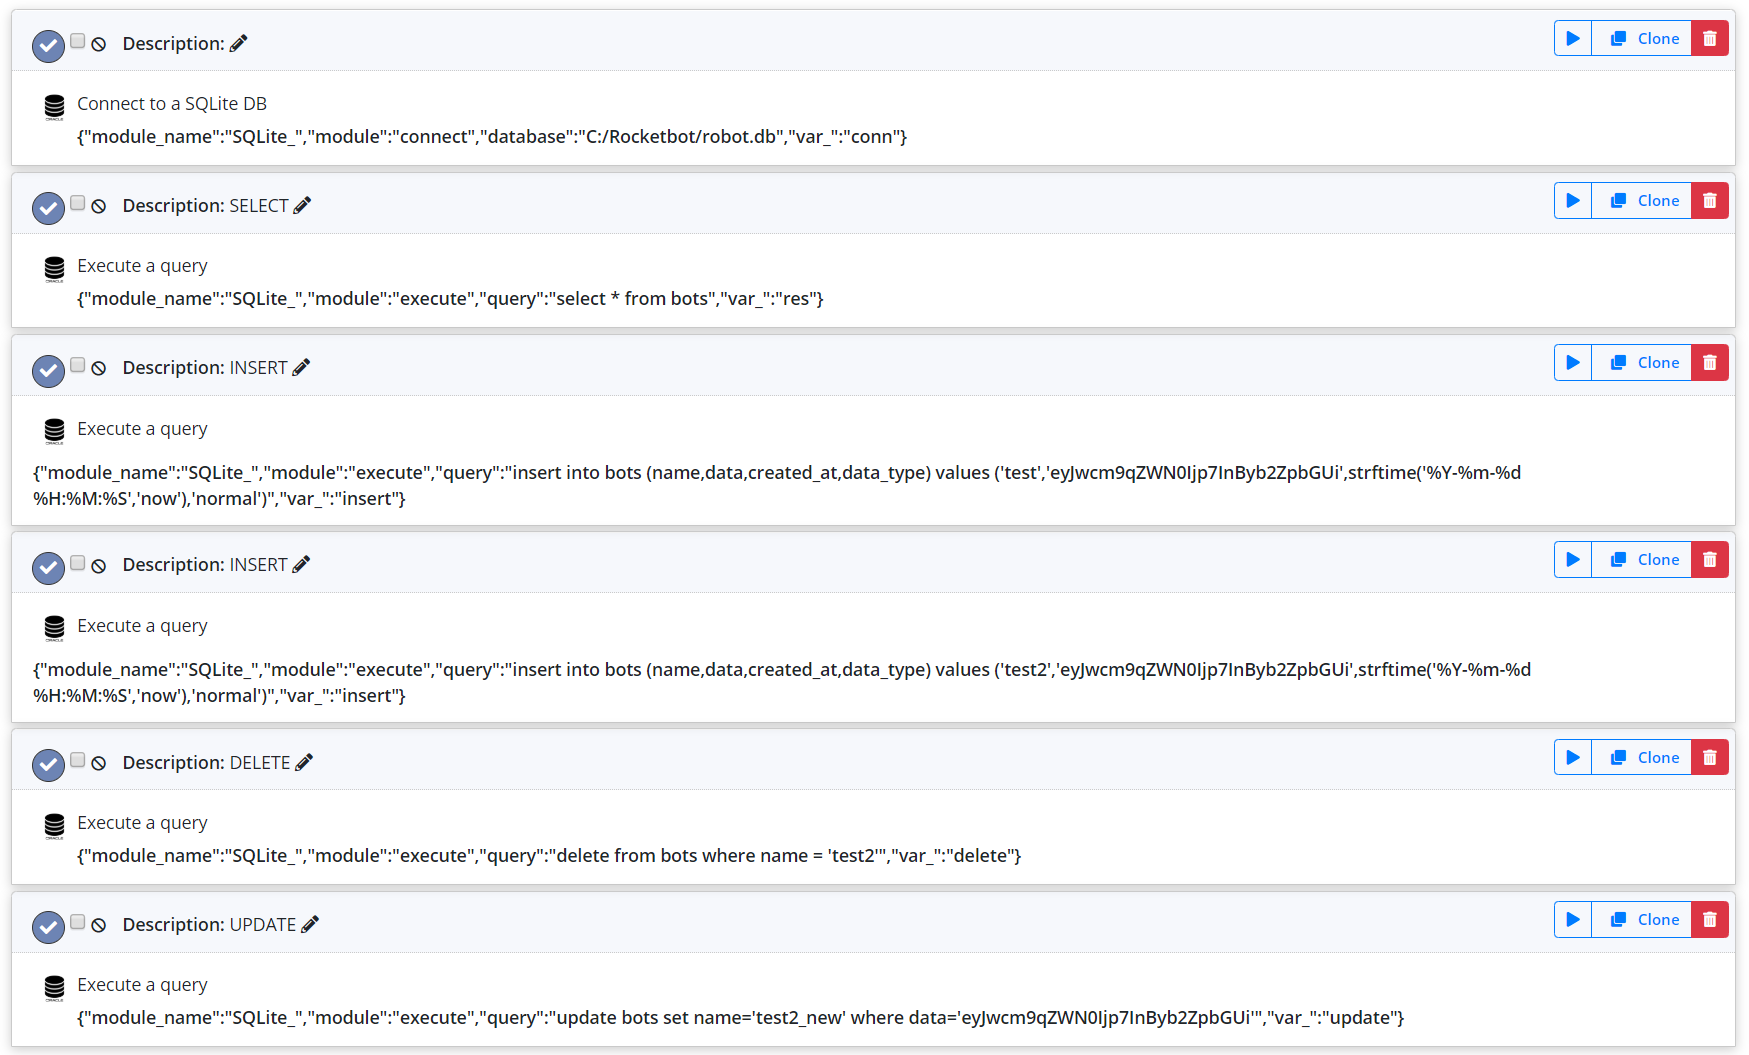 Description:
Clone
Connect to a SQLite DB
ORACLE
{"module_name":"SQLite_","module":"connect","database":"C:/Rocketbot/robot.db","var_":"conn"}
Description: SELECT
Clone
Execute a query
ORACLE
{"module_name":"SQLite_","module":"execute","query":"select * from bots","var_":"res"}
Description: INSERT
Clone
Execute a query
ORACLE
{"module_name":"SQLite_","module":"execute","query":"insert into bots (name,data,created_at,data_type) values ('test','eyJwcm9qZWN0Ijp7InByb2ZpbGUi',strftime('%Y-%m-%d
%H:%M:%S','now'),'normal')","var_":"insert"}
Description: INSERT
Clone
Execute a query
ORACLE
{"module_name":"SQLite_","module":"execute","query":"insert into bots (name,data,created_at,data_type) values ('test2','eyJwcm9qZWN0Ijp7InByb2ZpbGUi',strftime('%Y-%m-%d
%H:%M:%S','now'),'normal')","var_":"insert"}
Description: DELETE
Clone
Execute a query
ORACLE
{"module_name":"SQLite_","module":"execute","query":"delete from bots where name = 'test2'","var_":"delete"}
Description: UPDATE
Clone
Execute a query
ORACLE
{"module_name":"SQLite_","module":"execute","query":"update bots set name='test2_new' where data='eyJwcm9qZWN0Ijp7InByb2ZpbGUi'","var_":"update"}